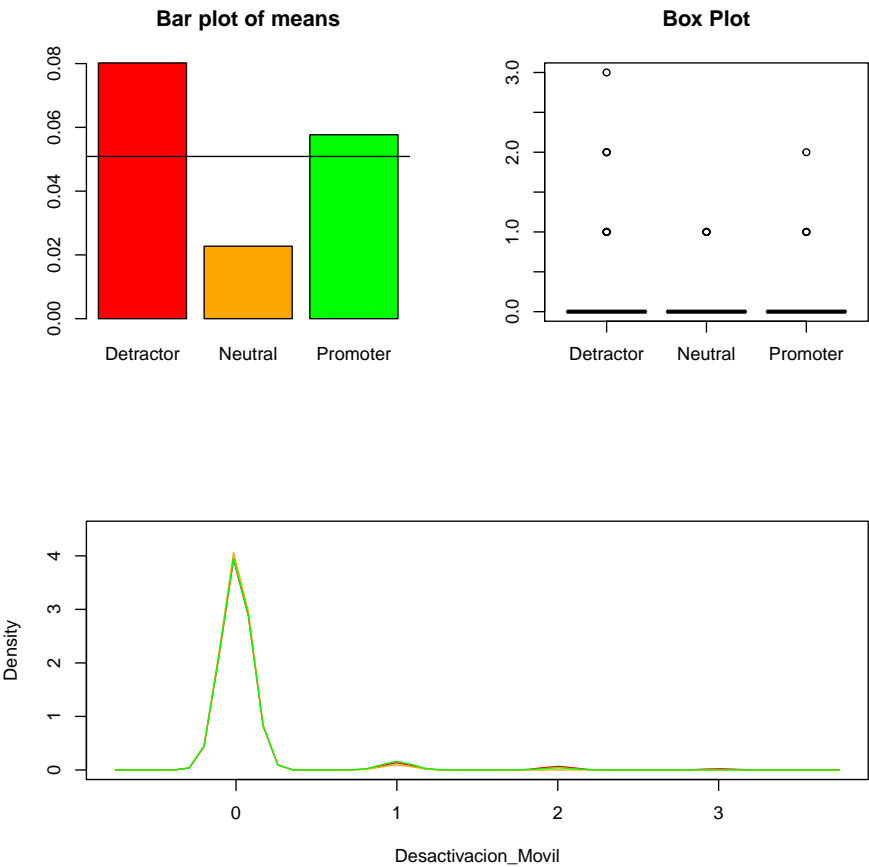 Bar plot of means
0.00
0.02
0.04
0.06
0.08
Detractor Neutral Promoter
Box Plot
0.0
1.0
2.0
3.0
Detractor Neutral Promoter
Density
0
1
2
3
4
0 1 2 3
Desactivacion_Movil